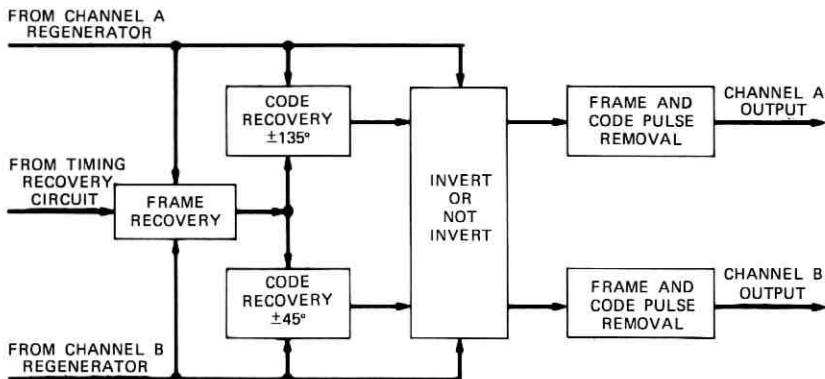 FROM CHANNEL A
REGENERATOR
CODE
RECOVERY
±135°
FRAME AND
CODE PULSE
REMOVAL
CHANNEL A
OUTPUT
FROM TIMING
RECOVERY
CIRCUIT
FRAME
RECOVERY
INVERT
OR
NOT
INVERT
CODE
RECOVERY
±45°
FRAME AND
CODE PULSE
REMOVAL
CHANNEL B
OUTPUT
FROM CHANNEL B
REGENERATOR